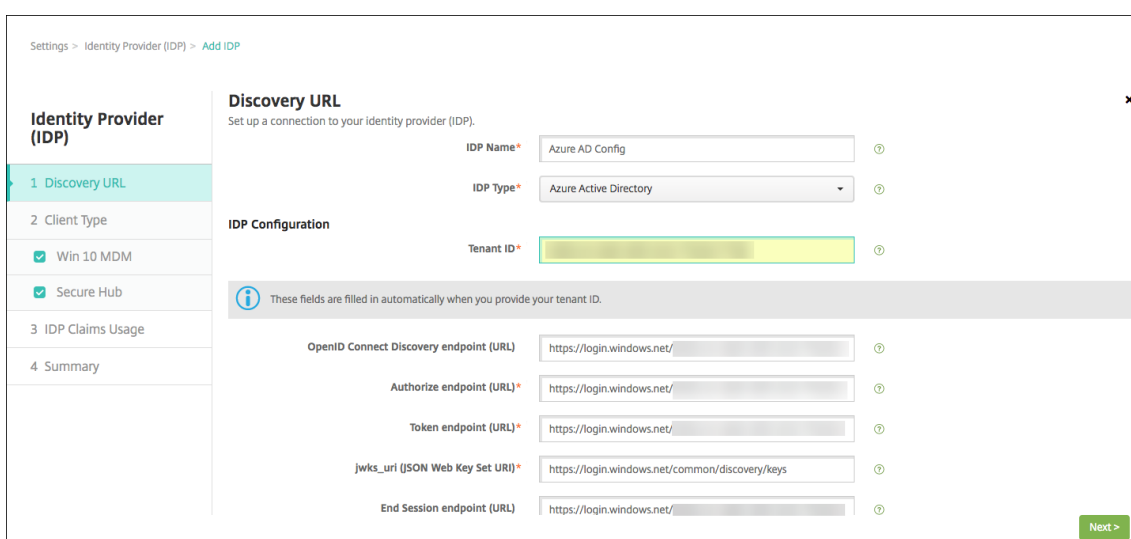 Settings > Identity Provider (IDP) > Add IDP
Identity Provider
(IDP)
1 Discovery URL
2 Client Type
Win 10 MDM
Secure Hub
3 IDP Claims Usage
4 Summary
Discovery URL
Set up a connection to your identity provider (IDP).
IDP Name* Azure AD Config
IDP Type* Azure Active Directory
IDP Configuration
Tenant ID*
These fields are filled in automatically when you provide your tenant ID.
OpenID Connect Discovery endpoint (URL) https://login.windows.net/
Authorize endpoint (URL)* https://login.windows.net/
Token endpoint (URL)* https://login.windows.net/
jwks_uri (JSON Web Key Set URI)* https://login.windows.net/common/discovery/keys
End Session endpoint (URL) https://login.windows.net/
Next >